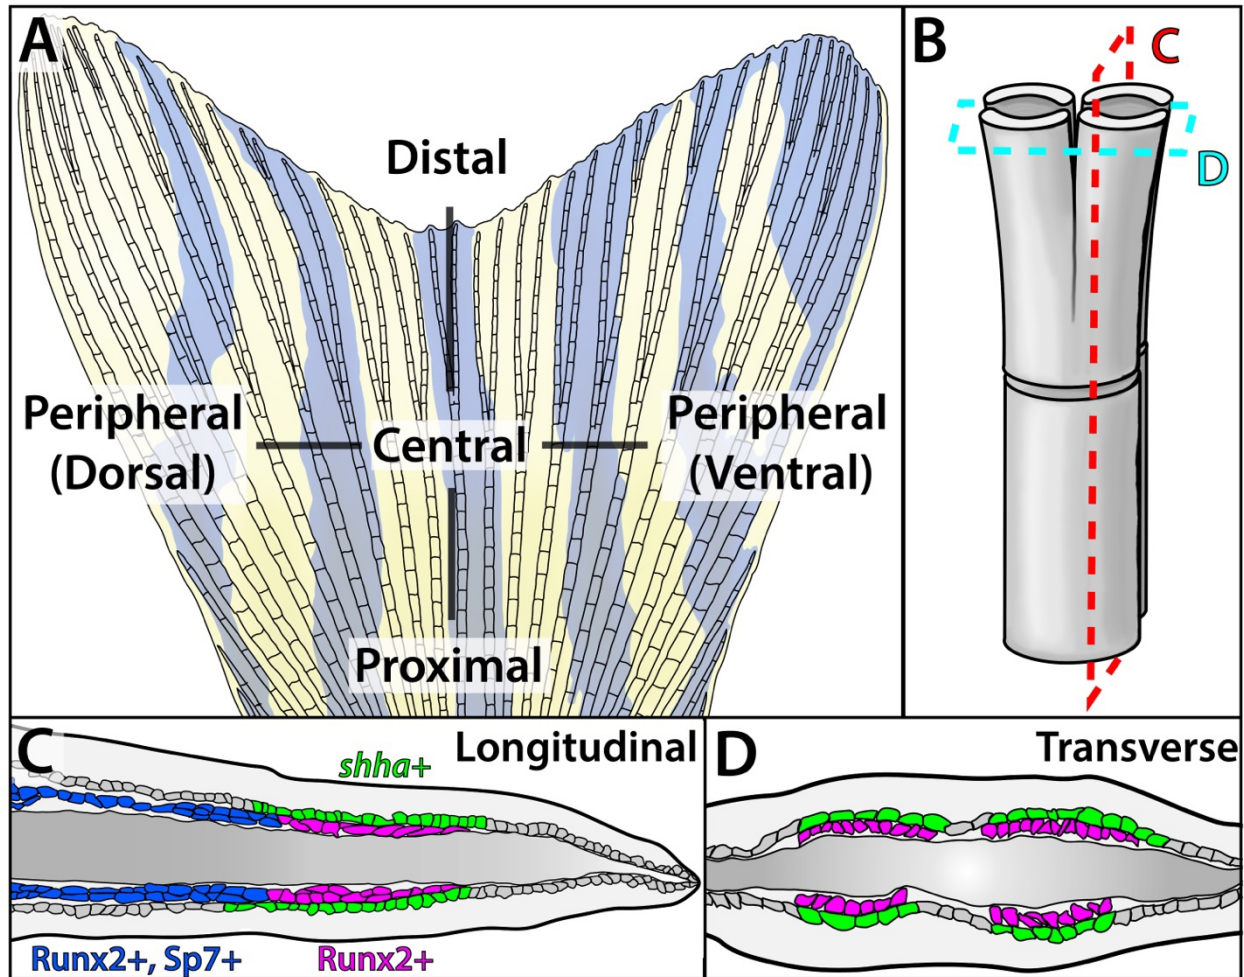 A
Distal
Peripheral
(Dorsal)
Central
Peripheral
(Ventral)
Proximal
B
C
D
C
shha+
Longitudinal
Runx2+, Sp7+
Runx2+
D
Transverse